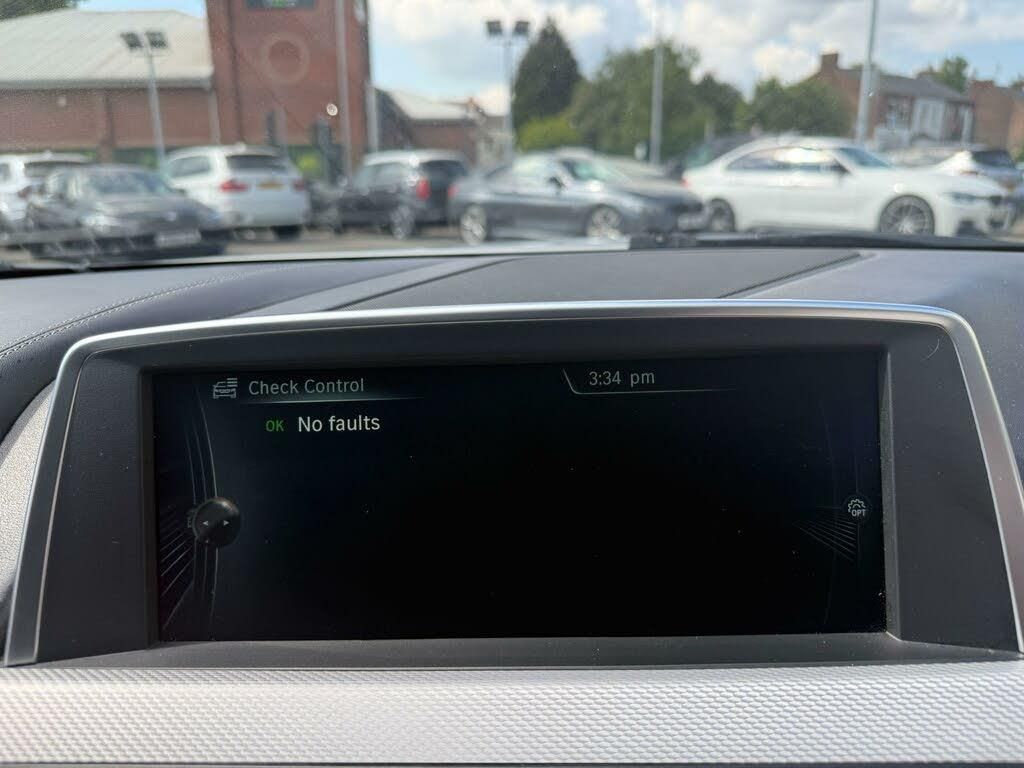 Check Control
3:34 pm
OK No faults
OPT